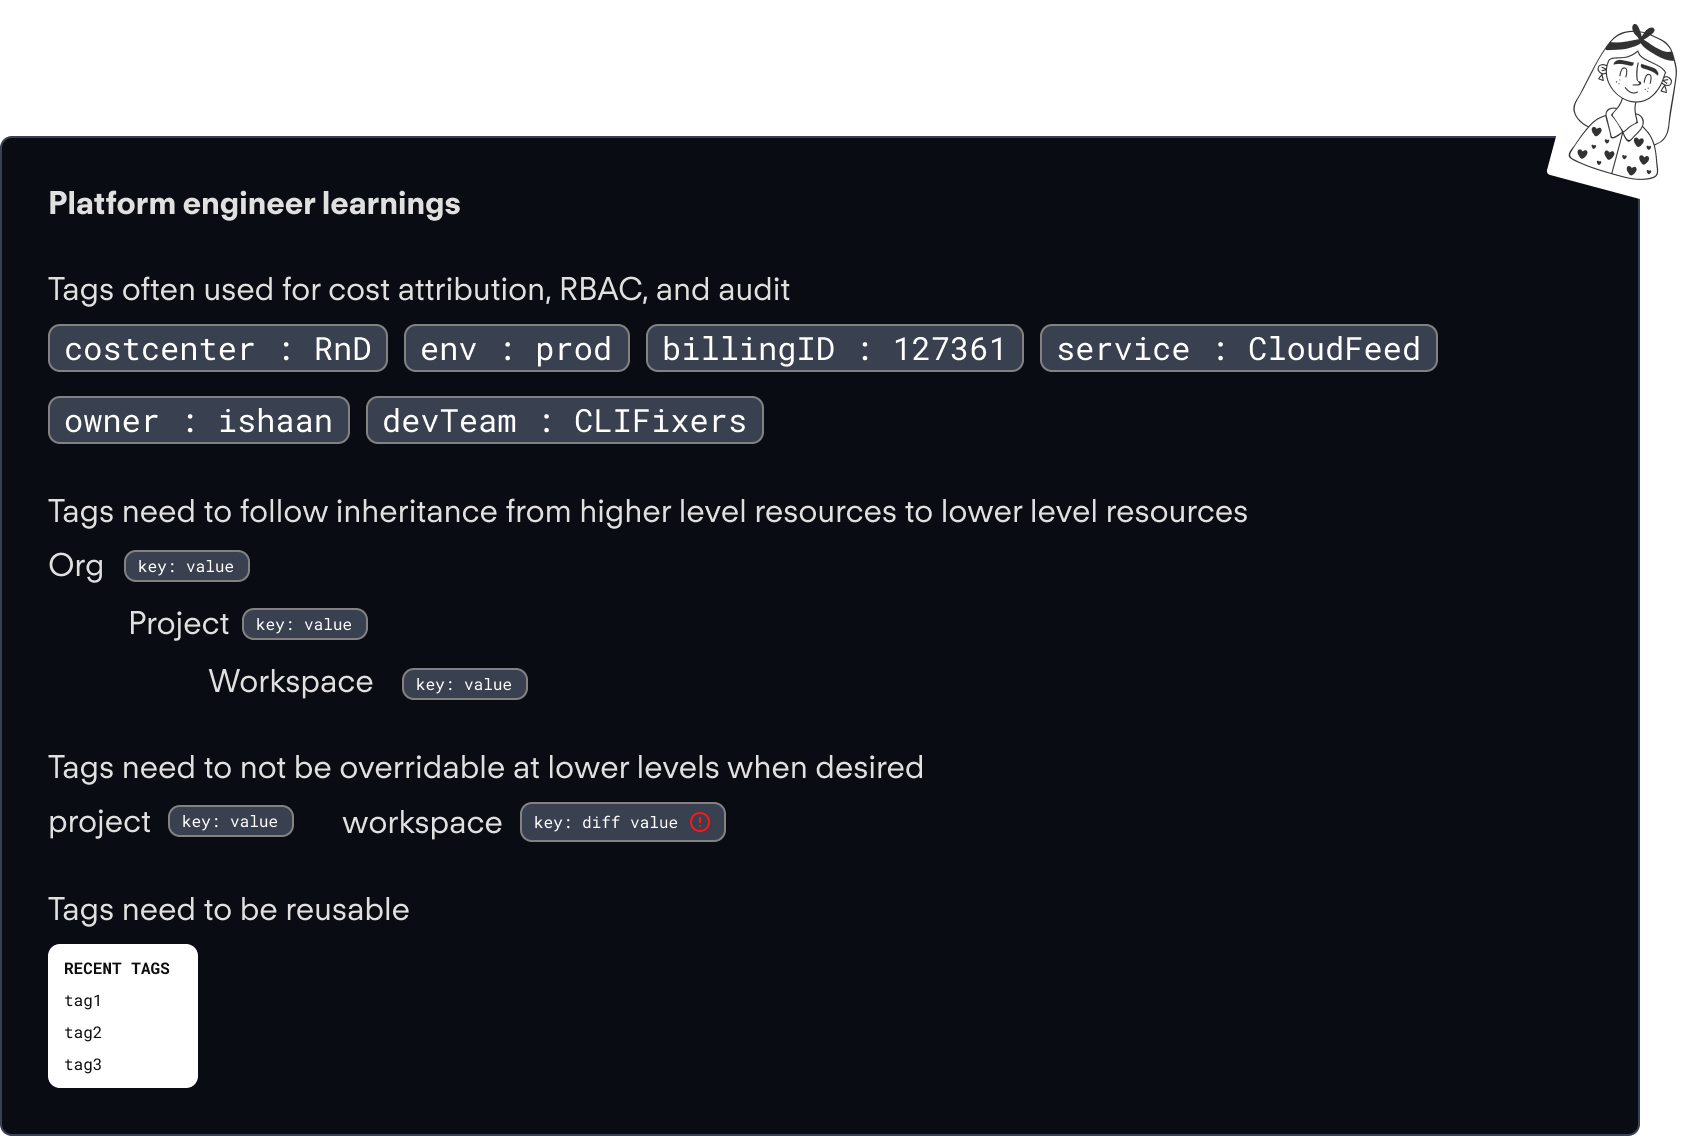 Platform engineer learnings
Tags often used for cost attribution, RBAC, and audit
costcenter : RnD env : prod billingID : 127361 service : CloudFeed
owner : ishaan devTeam : CLIFixers
Tags need to follow inheritance from higher level resources to lower level resources
Org key: value
Project key: value
Workspace key: value
Tags need to not be overridable at lower levels when desired
project key: value workspace key: diff value
Tags need to be reusable
RECENT TAGS
tag1
tag2
tag3